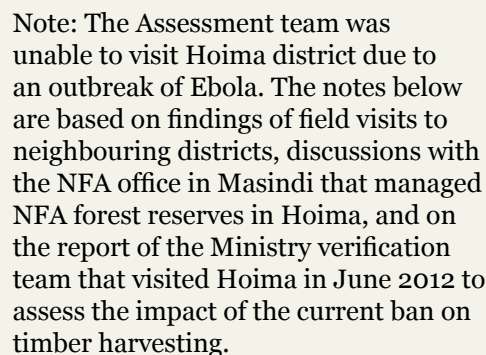 Note: The Assessment team was
unable to visit Hoima district due to
an outbreak of Ebola. The notes below
are based on findings of field visits to
neighbouring districts, discussions with
the NFA office in Masindi that managed
NFA forest reserves in Hoima, and on
the report of the Ministry verification
team that visited Hoima in June 2012 to
assess the impact of the current ban on
timber harvesting.